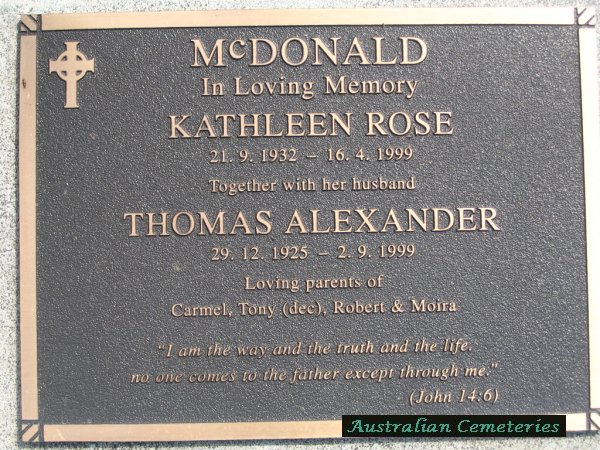 McDONALD
In Loving Memory
KATHLEEN ROSE
21. 9. 1932 – 16. 4. 1999
Together with her husband
THOMAS ALEXANDER
29. 12. 1925 – 2. 9. 1999
Loving parents of
Carmel, Tony (dec), Robert & Moira
“I am the way and the truth and the life.
no one comes to the father except through me.”
(John 14:6)
Australian Cemeteries